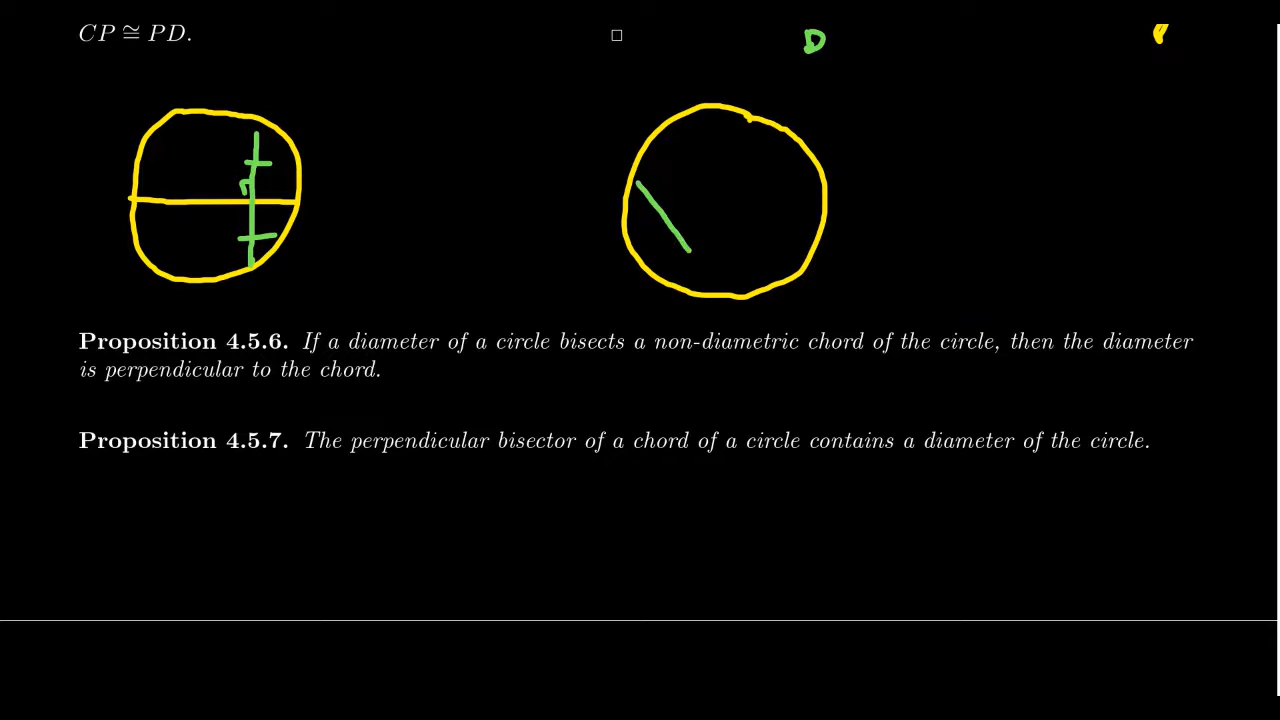 CP ≅ PD. □ D
Proposition 4.5.6. If a diameter of a circle bisects a non-diametric chord of the circle, then the diameter
is perpendicular to the chord.
Proposition 4.5.7. The perpendicular bisector of a chord of a circle contains a diameter of the circle.